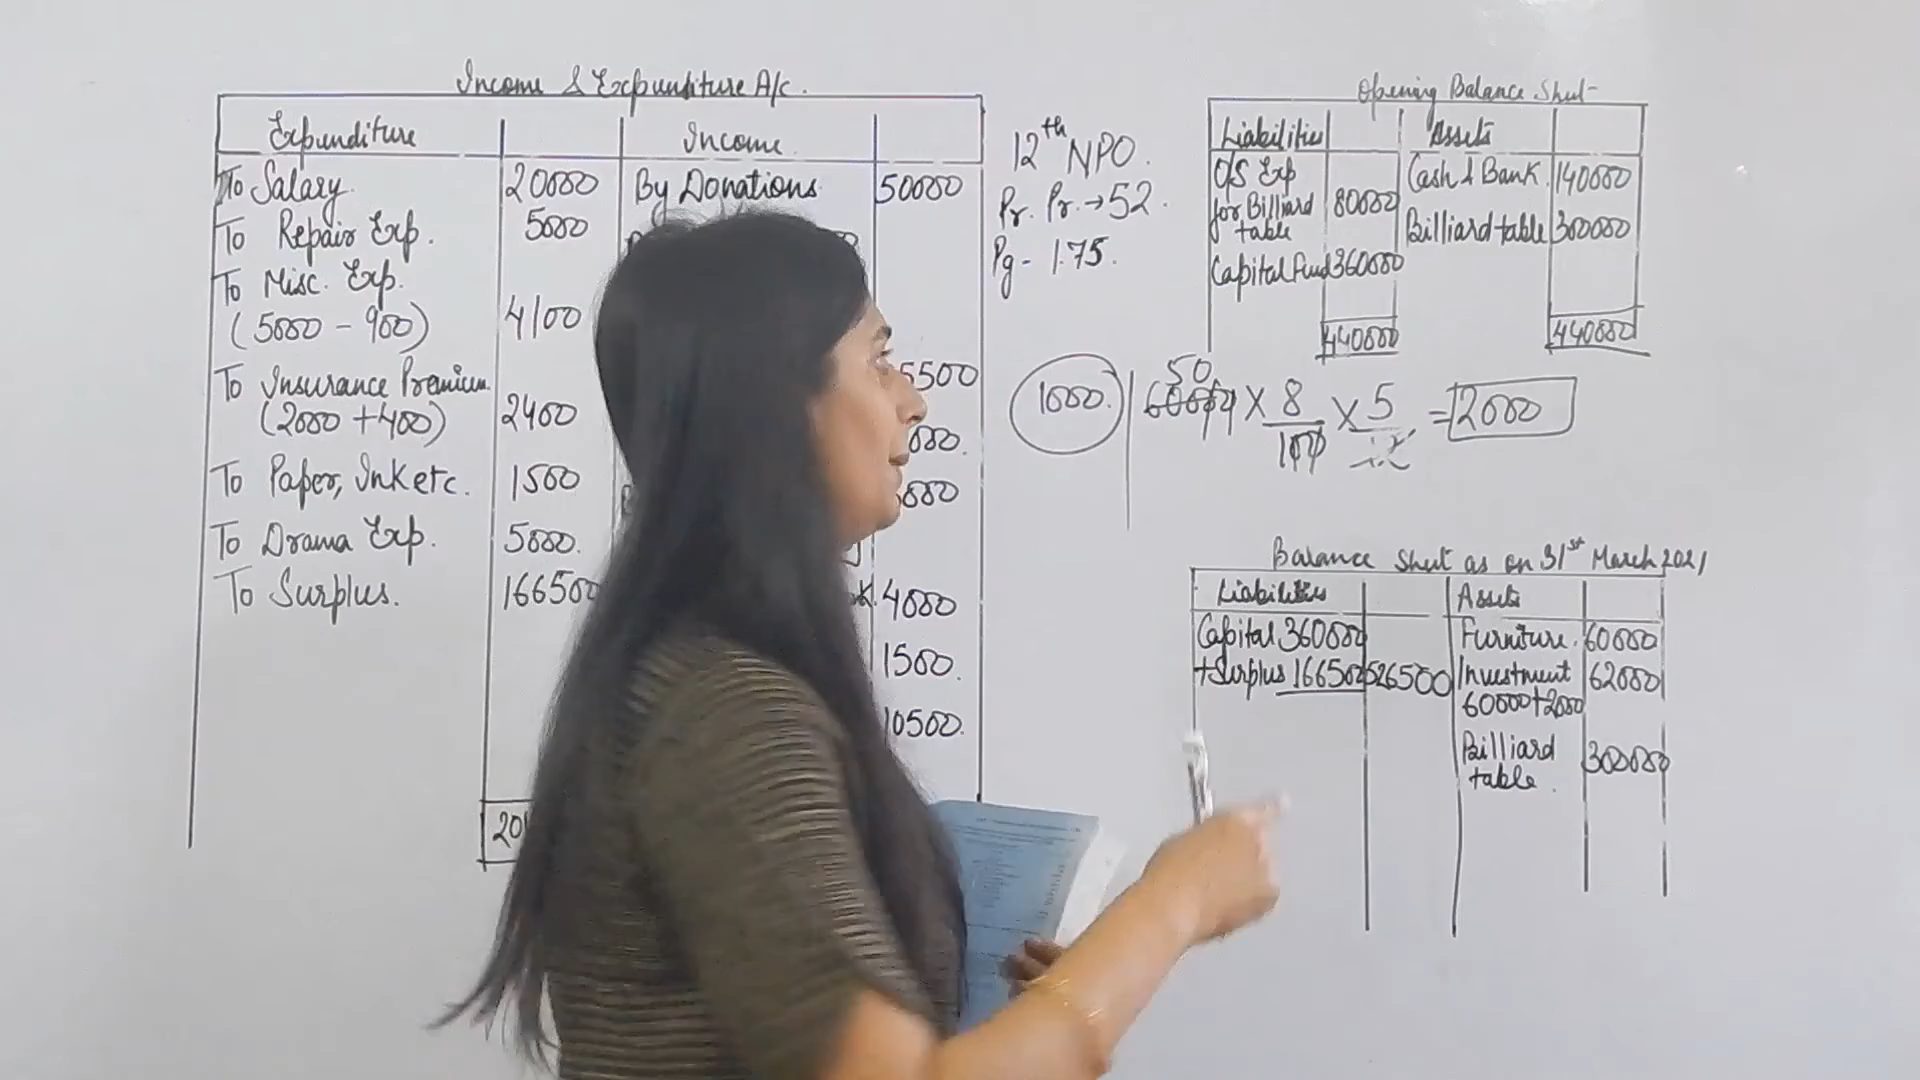 Income & Expenditure A/c.
Expenditure
Income
To Salary. 20000 By Donations 50000
To Repair Exp. 5000
To Misc. Exp.
(5000 - 900) 4100
To Insurance Premium
(2000 + 400) 2400
To Paper, Ink etc. 1500
To Drama Exp. 5000.
To Surplus. 166500
5500
000.
000
4000
1500.
10500.
20
12th NPO.
Pr. Pr. → 52.
Pg - 1.75.
Opening Balance Sheet
Liabilities Assets
O/S Exp Cash & Bank. 140000
for Billiard 80000
table Billiard table 300000
Capital Fund 360000
440000 440000
50
1000. 60000 × 8/100 × 5/12 = 2000
Balance Sheet as on 31st March 2021
Liabilities Assets
Capital 360000 Furniture. 60000
+ Surplus 166500 526500 Investment 62000
60000+2000
Billiard 300000
table.